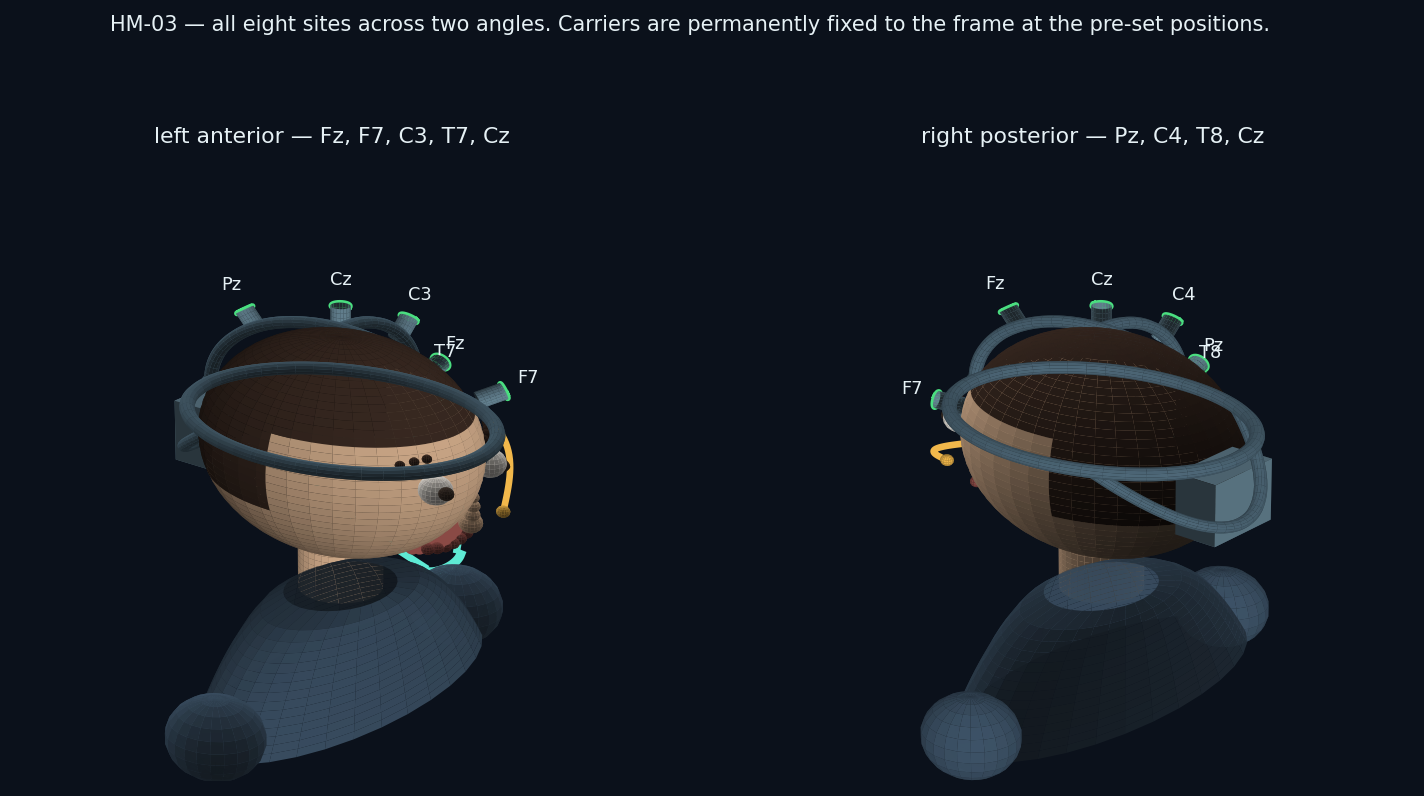 HM-03 — all eight sites across two angles. Carriers are permanently fixed to the frame at the pre-set positions.
left anterior — Fz, F7, C3, T7, Cz
right posterior — Pz, C4, T8, Cz
Pz
Cz
C3
Fz
T7
F7
Fz
Cz
C4
Pz
T8
F7